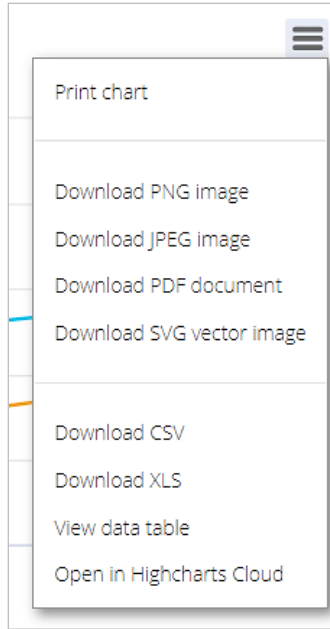 Print chart
Download PNG image
Download JPEG image
Download PDF document
Download SVG vector image
Download CSV
Download XLS
View data table
Open in Highcharts Cloud